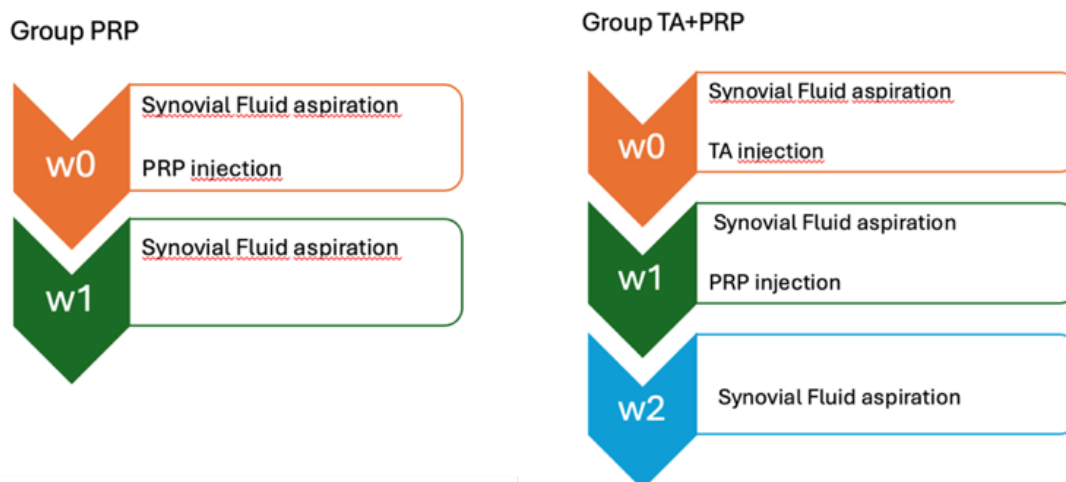 Group PRP
w0
Synovial Fluid aspiration
PRP injection
w1
Synovial Fluid aspiration
Group TA+PRP
w0
Synovial Fluid aspiration
TA injection
w1
Synovial Fluid aspiration
PRP injection
w2
Synovial Fluid aspiration